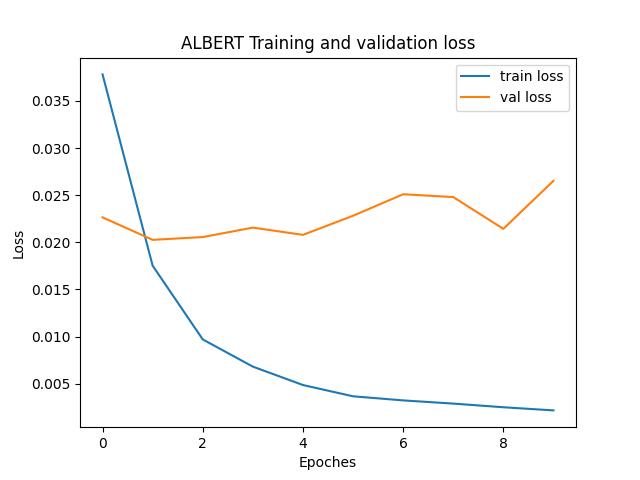 ALBERT Training and validation loss
train loss
val loss
0.035
0.030
0.025
0.020
0.015
0.010
0.005
Loss
0
2
4
6
8
Epoches